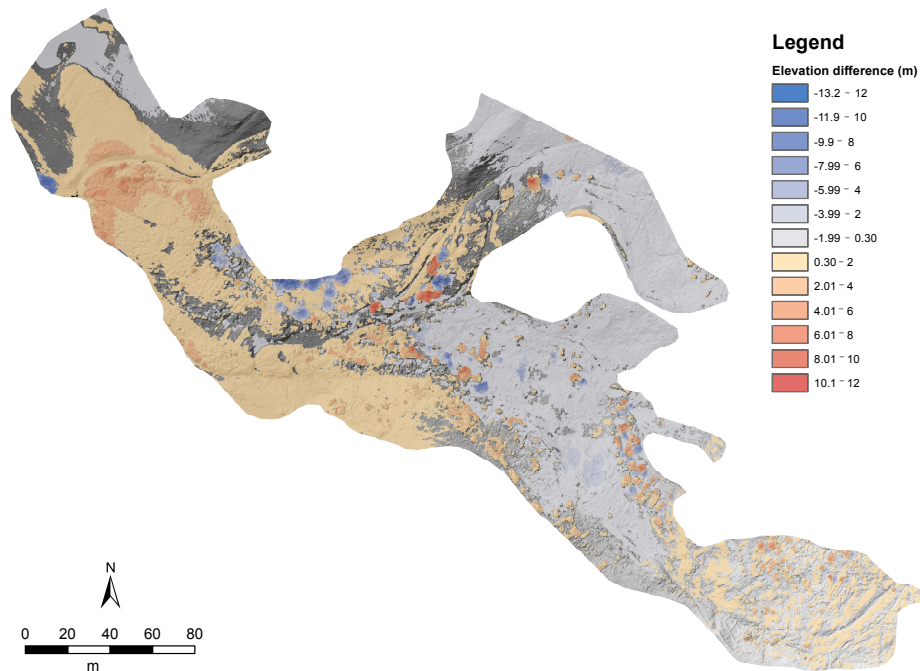 Legend
Elevation difference (m)
-13.2 - 12
-11.9 - 10
-9.9 - 8
-7.99 - 6
-5.99 - 4
-3.99 - 2
-1.99 - 0.30
0.30 - 2
2.01 - 4
4.01 - 6
6.01 - 8
8.01 - 10
10.1 - 12
N
0 20 40 60 80
m